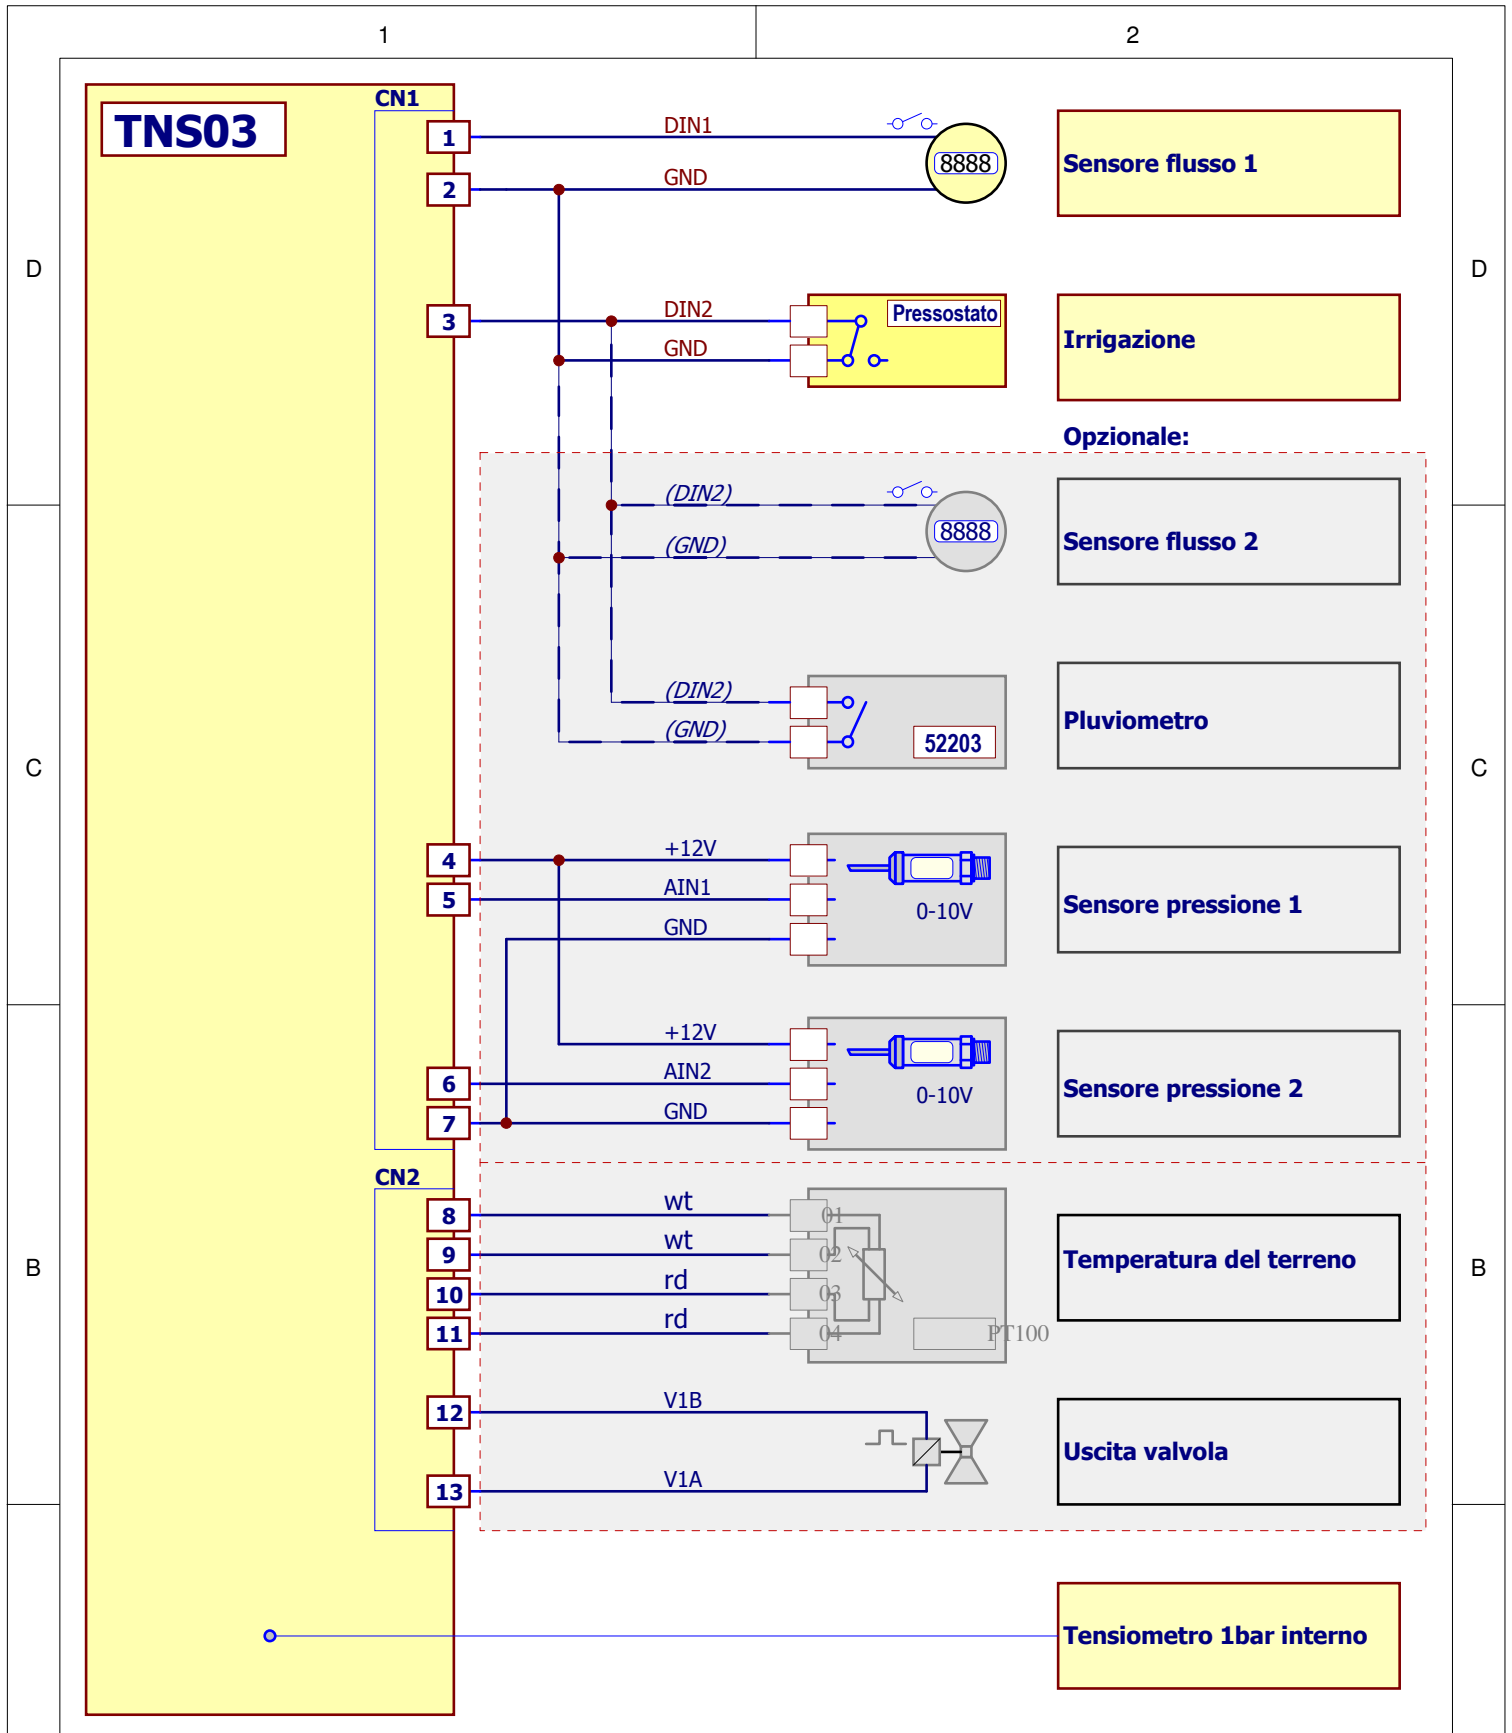 1
2
CN1
TNS03
1
DIN1
8888
Sensore flusso 1
2
GND
D
D
3
DIN2
Pressostato
Irrigazione
GND
Opzionale:
(DIN2)
8888
Sensore flusso 2
(GND)
(DIN2)
Pluviometro
(GND)
52203
C
C
4
+12V
5
AIN1
0-10V
Sensore pressione 1
GND
+12V
6
AIN2
0-10V
Sensore pressione 2
7
GND
CN2
8
wt
01
9
wt
02
Temperatura del terreno
B
B
10
rd
03
11
rd
04
PT100
12
V1B
Uscita valvola
13
V1A
Tensiometro 1bar interno